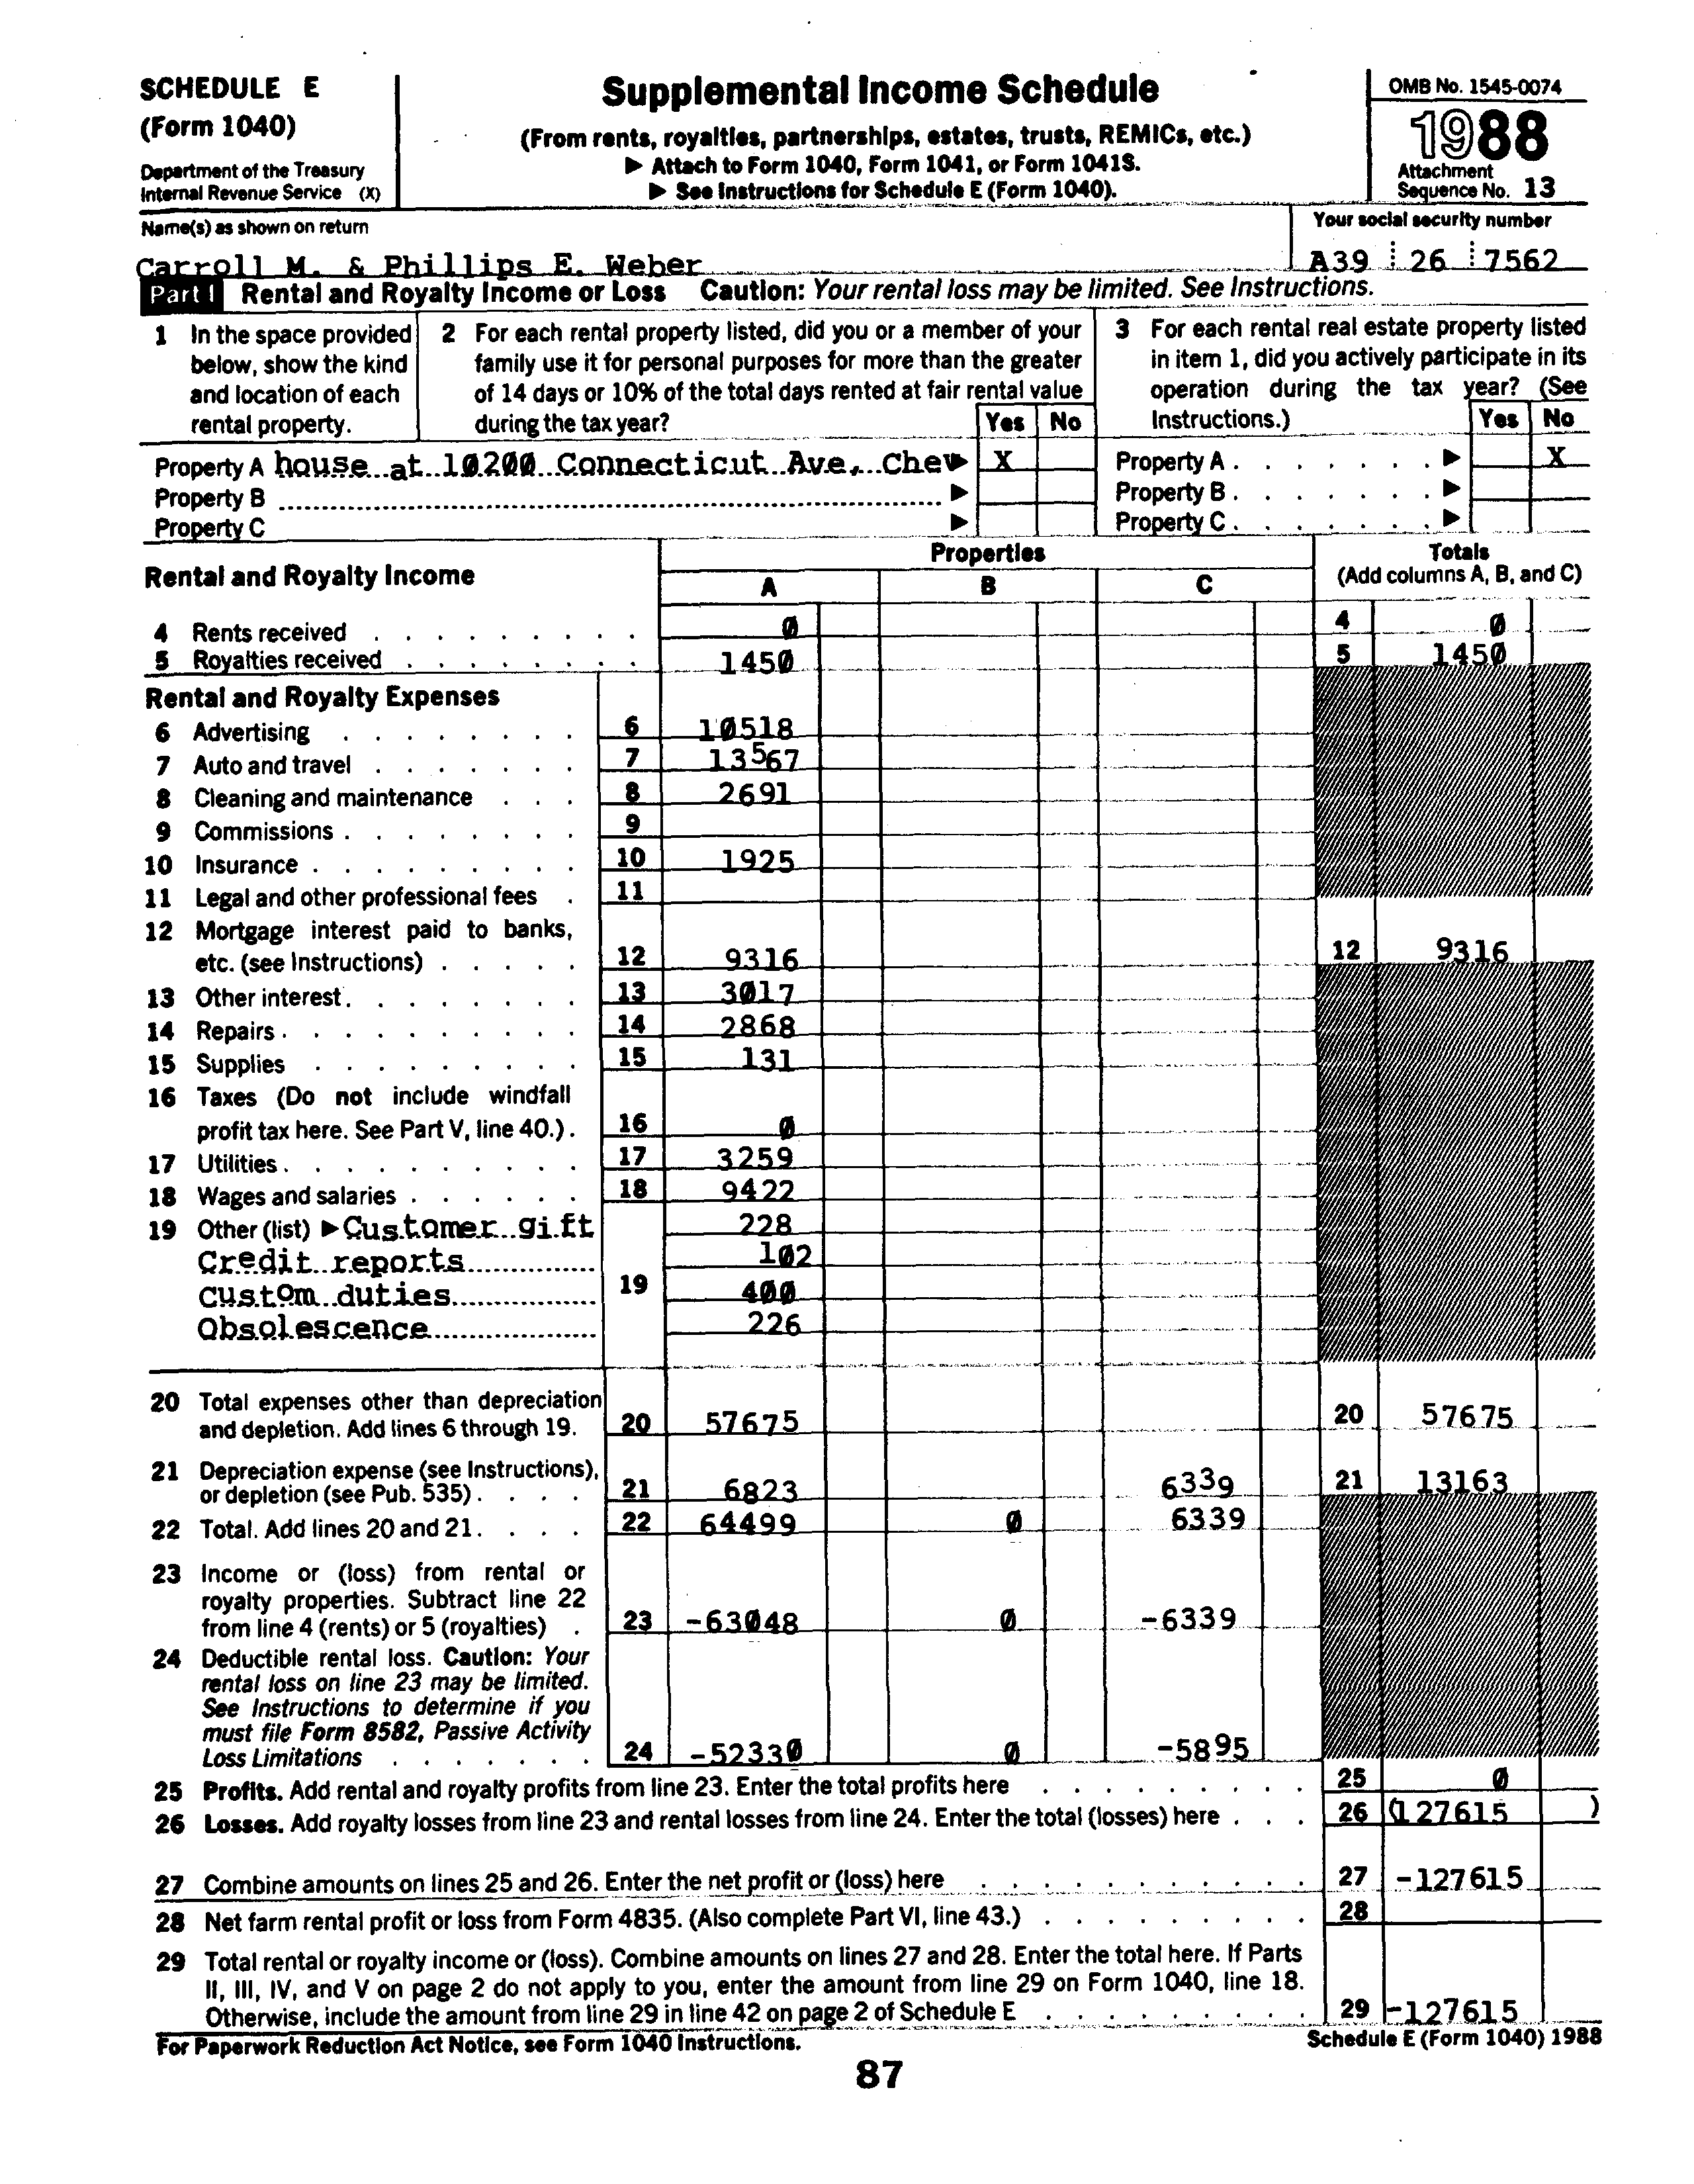 SCHEDULE E
(Form 1040)
Department of the Treasury
Internal Revenue Service (X)
Supplemental Income Schedule
(From rents, royalties, partnerships, estates, trusts, REMICs, etc.)
▶ Attach to Form 1040, Form 1041, or Form 1041S.
▶ See Instructions for Schedule E (Form 1040).
OMB No. 1545-0074
1988
Attachment
Sequence No. 13
Name(s) as shown on return
Your social security number
Carroll M. & Phillips E. Weber
A39 26 7562
Part I Rental and Royalty Income or Loss Caution: Your rental loss may be limited. See Instructions.
1 In the space provided
below, show the kind
and location of each
rental property.
2 For each rental property listed, did you or a member of your
family use it for personal purposes for more than the greater
of 14 days or 10% of the total days rented at fair rental value
during the tax year? Yes No
3 For each rental real estate property listed
in item 1, did you actively participate in its
operation during the tax year? (See
Instructions.) Yes No
Property A house at 10200 Connecticut Ave, Chev▶ X Property A . . . . . . . ▶ X
Property B ▶ Property B . . . . . . . ▶
Property C ▶ Property C . . . . . . . ▶
Rental and Royalty Income
Properties
A B C
Totals
(Add columns A, B, and C)
4 Rents received 0 4 0
5 Royalties received 1450 5 1450
Rental and Royalty Expenses
6 Advertising 6 10518
7 Auto and travel 7 13567
8 Cleaning and maintenance 8 2691
9 Commissions 9
10 Insurance 10 1925
11 Legal and other professional fees 11
12 Mortgage interest paid to banks,
etc. (see Instructions) 12 9316 12 9316
13 Other interest 13 3017
14 Repairs 14 2868
15 Supplies 15 131
16 Taxes (Do not include windfall
profit tax here. See Part V, line 40.) 16 0
17 Utilities 17 3259
18 Wages and salaries 18 9422
19 Other (list) ▶ Customer gift 228
Credit reports 102
Custom duties 19 400
Obsolescence 226
20 Total expenses other than depreciation
and depletion. Add lines 6 through 19. 20 57675 20 57675
21 Depreciation expense (see Instructions),
or depletion (see Pub. 535) 21 6823 6339 21 13163
22 Total. Add lines 20 and 21 22 64499 0 6339
23 Income or (loss) from rental or
royalty properties. Subtract line 22
from line 4 (rents) or 5 (royalties) 23 -63048 0 -6339
24 Deductible rental loss. Caution: Your
rental loss on line 23 may be limited.
See Instructions to determine if you
must file Form 8582, Passive Activity
Loss Limitations 24 -52330 0 -5895
25 Profits. Add rental and royalty profits from line 23. Enter the total profits here 25 0
26 Losses. Add royalty losses from line 23 and rental losses from line 24. Enter the total (losses) here 26 (127615 )
27 Combine amounts on lines 25 and 26. Enter the net profit or (loss) here 27 -127615
28 Net farm rental profit or loss from Form 4835. (Also complete Part VI, line 43.) 28
29 Total rental or royalty income or (loss). Combine amounts on lines 27 and 28. Enter the total here. If Parts
II, III, IV, and V on page 2 do not apply to you, enter the amount from line 29 on Form 1040, line 18.
Otherwise, include the amount from line 29 in line 42 on page 2 of Schedule E 29 -127615
For Paperwork Reduction Act Notice, see Form 1040 Instructions. Schedule E (Form 1040) 1988
87